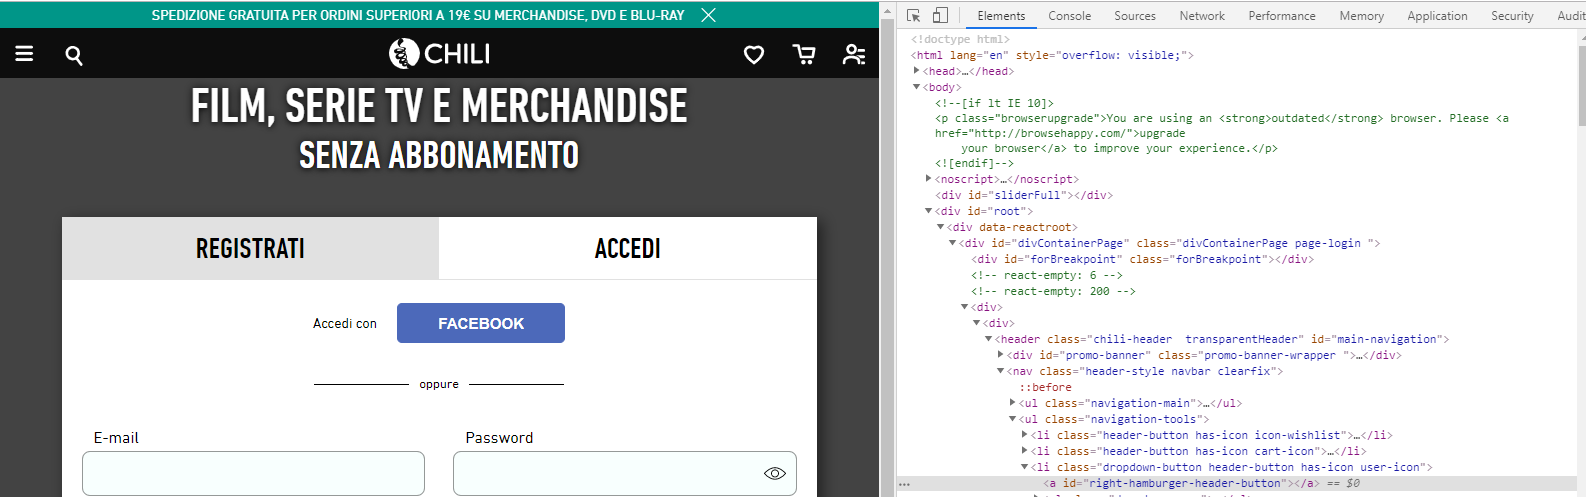 SPEDIZIONE GRATUITA PER ORDINI SUPERIORI A 19€ SU MERCHANDISE, DVD E BLU-RAY
CHILI
FILM, SERIE TV E MERCHANDISE
SENZA ABBONAMENTO
REGISTRATI
ACCEDI
Accedi con
FACEBOOK
oppure
E-mail
Password
Elements Console Sources Network Performance Memory Application Security Audit
<!doctype html>
<html lang="en" style="overflow: visible;">
<head>…</head>
<body>
<!--[if lt IE 10]>
<p class="browserupgrade">You are using an <strong>outdated</strong> browser. Please <a
href="http://browsehappy.com/">upgrade
your browser</a> to improve your experience.</p>
<![endif]-->
<noscript>…</noscript>
<div id="sliderFull"></div>
<div id="root">
<div data-reactroot>
<div id="divContainerPage" class="divContainerPage page-login ">
<div id="forBreakpoint" class="forBreakpoint"></div>
<!-- react-empty: 6 -->
<!-- react-empty: 200 -->
<div>
<div>
<header class="chili-header  transparentHeader" id="main-navigation">
<div id="promo-banner" class="promo-banner-wrapper ">…</div>
<nav class="header-style navbar clearfix">
::before
<ul class="navigation-main">…</ul>
<ul class="navigation-tools">
<li class="header-button has-icon icon-wishlist">…</li>
<li class="header-button has-icon cart-icon">…</li>
<li class="dropdown-button header-button has-icon user-icon">
… <a id="right-hamburger-header-button"></a> == $0